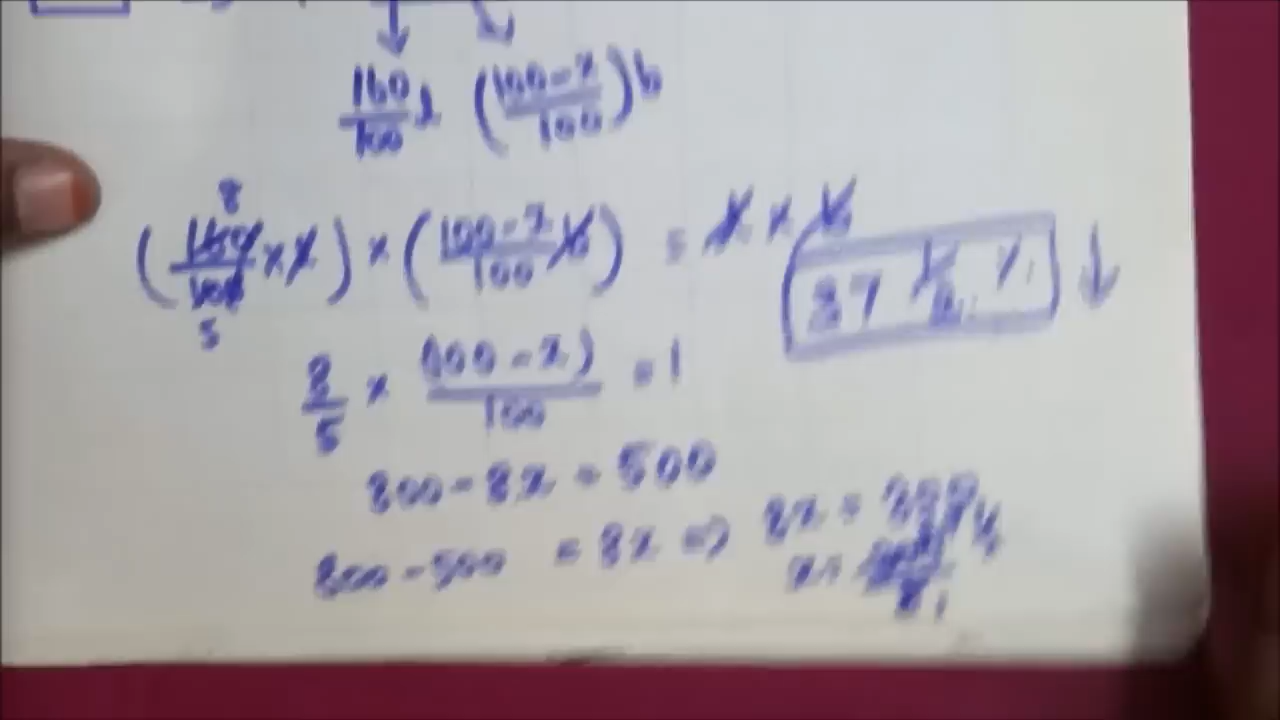 160/100 l ((100-x)/100) b
(160/100 × l) × (100-x/100 b) = l × b
8
5
37 1/2 % ↓
8/5 × (100-x)/100 = 1
800-8x = 500
800-500 = 8x ⇒ 8x =
x =